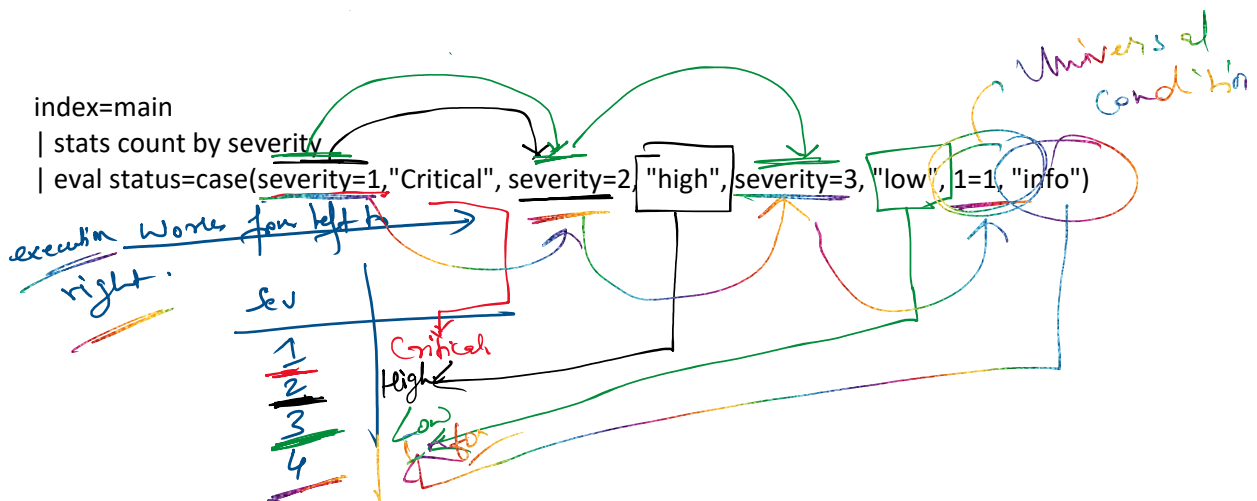 Universal
Condition
index=main
| stats count by severity
| eval status=case(severity=1,"Critical", severity=2, "high", severity=3, "low", 1=1, "info")
execution works from left to
right.
Sev
1 Critical
2 High
3 Low
4 Info